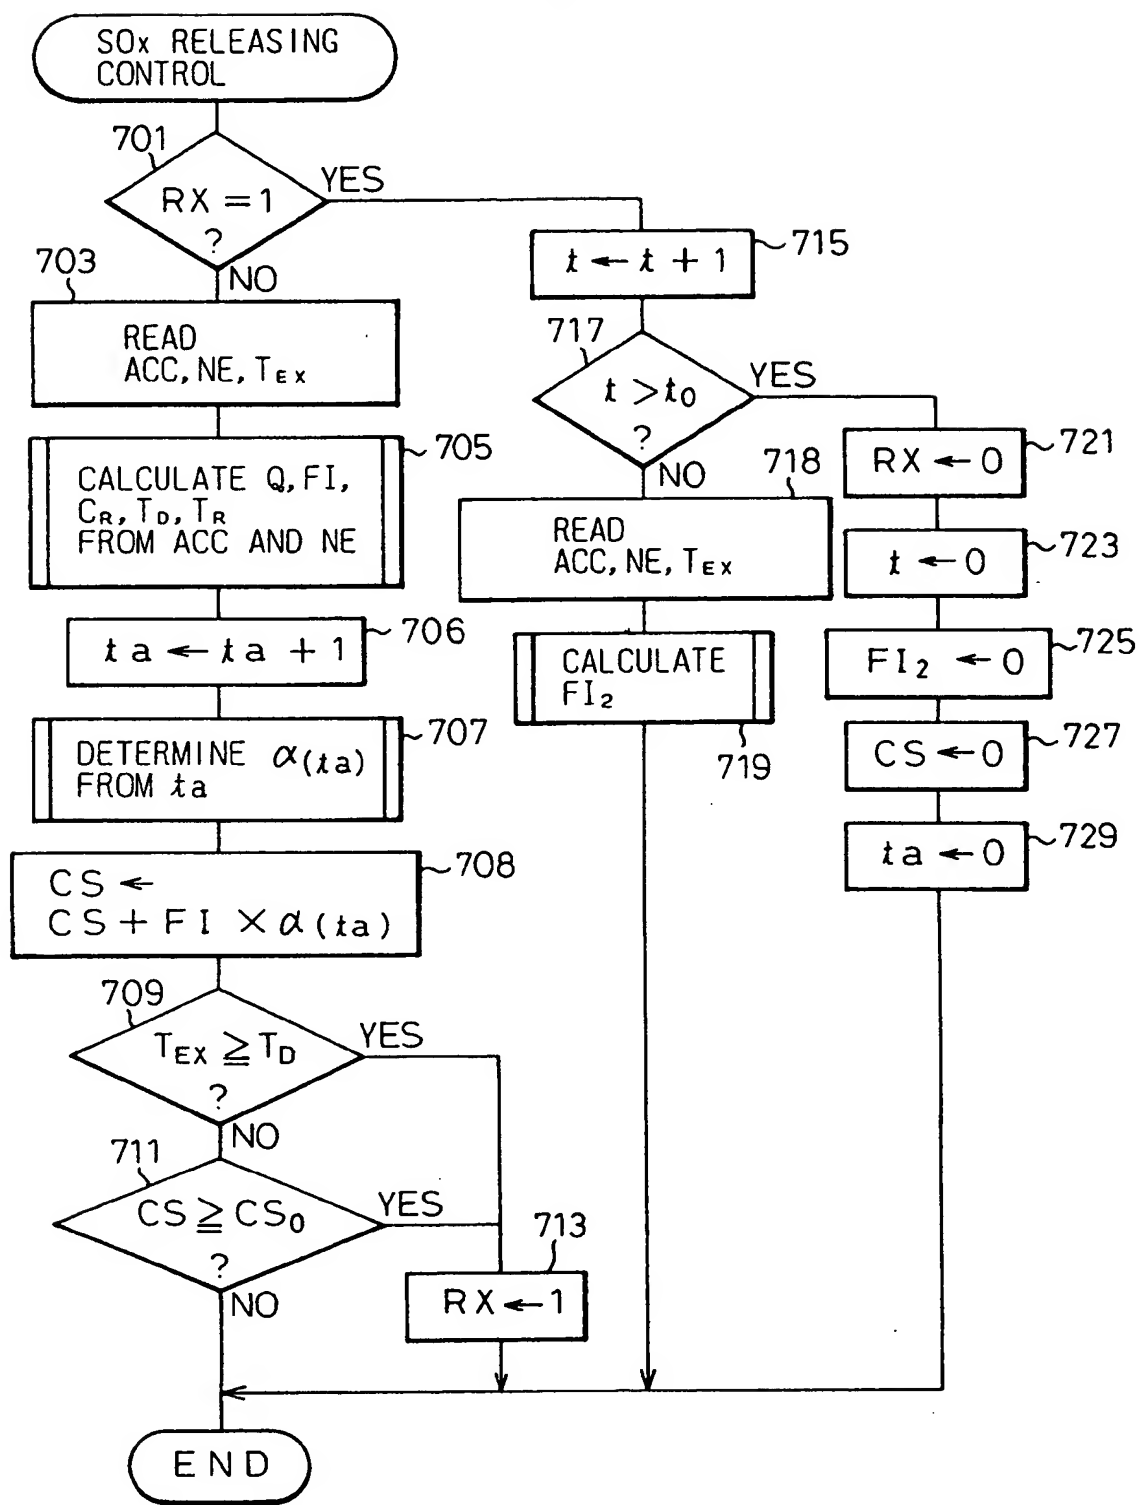 SOx RELEASING
CONTROL
701
RX = 1
?
YES
NO
703
READ
ACC, NE, TEX
705
CALCULATE Q, FI,
CR, TD, TR
FROM ACC AND NE
706
ta ← ta + 1
707
DETERMINE α(ta)
FROM ta
708
CS ←
CS + FI × α(ta)
709
TEX ≧ TD
?
YES
NO
711
CS ≧ CS0
?
YES
NO
713
RX ← 1
715
t ← t + 1
717
t > t0
?
YES
NO
718
READ
ACC, NE, TEX
CALCULATE
FI2
719
RX ← 0
721
t ← 0
723
FI2 ← 0
725
CS ← 0
727
ta ← 0
729
END